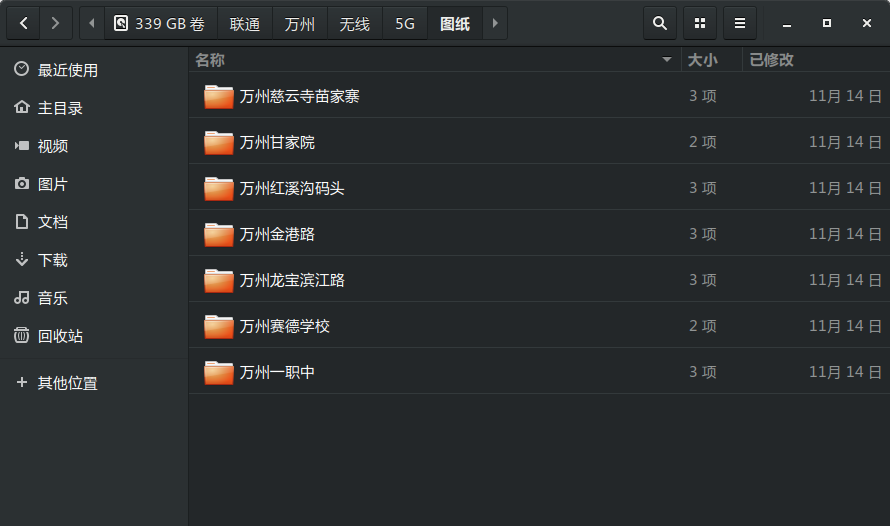 339 GB 卷 联通 万州 无线 5G 图纸
最近使用
主目录
视频
图片
文档
下载
音乐
回收站
其他位置
名称 大小 已修改
万州慈云寺苗家寨 3 项 11月 14 日
万州甘家院 2 项 11月 14 日
万州红溪沟码头 3 项 11月 14 日
万州金港路 3 项 11月 14 日
万州龙宝滨江路 3 项 11月 14 日
万州赛德学校 2 项 11月 14 日
万州一职中 3 项 11月 14 日